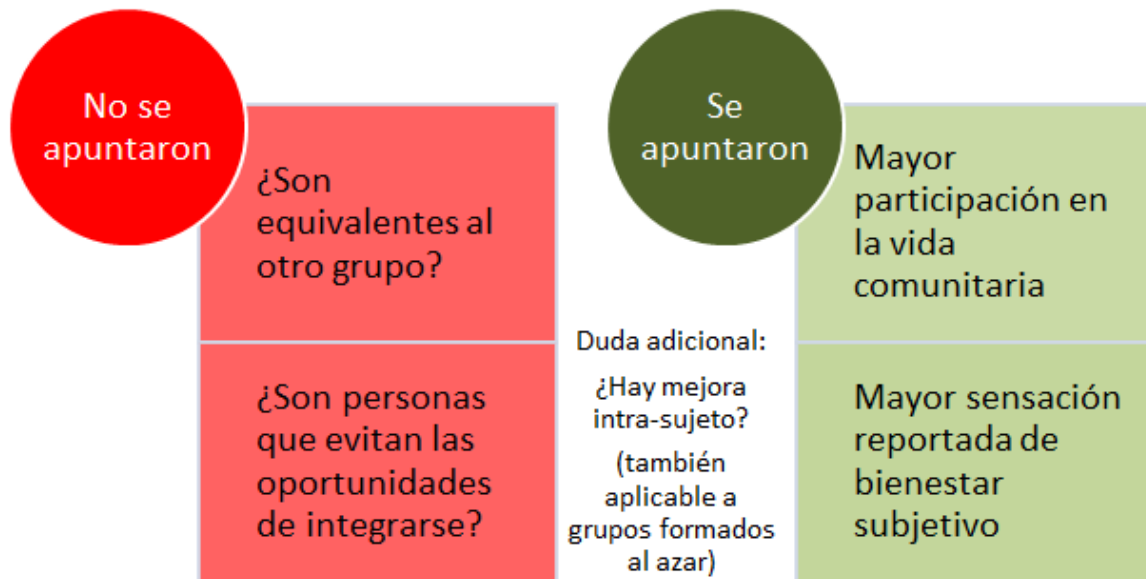 No se
apuntaron
¿Son
equivalentes al
otro grupo?
¿Son personas
que evitan las
oportunidades
de integrarse?
Duda adicional:
¿Hay mejora
intra-sujeto?
(también
aplicable a
grupos formados
al azar)
Se
apuntaron
Mayor
participación en
la vida
comunitaria
Mayor sensación
reportada de
bienestar
subjetivo